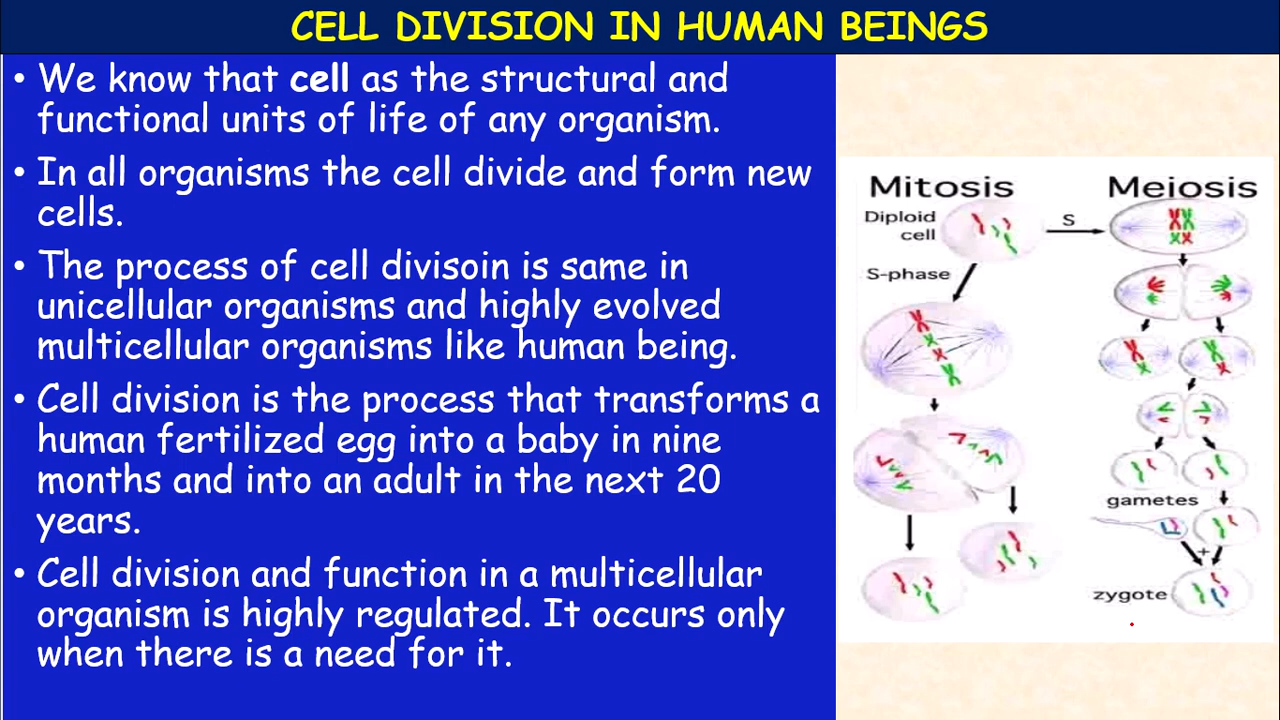 CELL DIVISION IN HUMAN BEINGS
• We know that cell as the structural and
functional units of life of any organism.
• In all organisms the cell divide and form new
cells.
• The process of cell divisoin is same in
unicellular organisms and highly evolved
multicellular organisms like human being.
• Cell division is the process that transforms a
human fertilized egg into a baby in nine
months and into an adult in the next 20
years.
• Cell division and function in a multicellular
organism is highly regulated. It occurs only
when there is a need for it.
Mitosis
Meiosis
Diploid
cell
S
S-phase
gametes
+
zygote